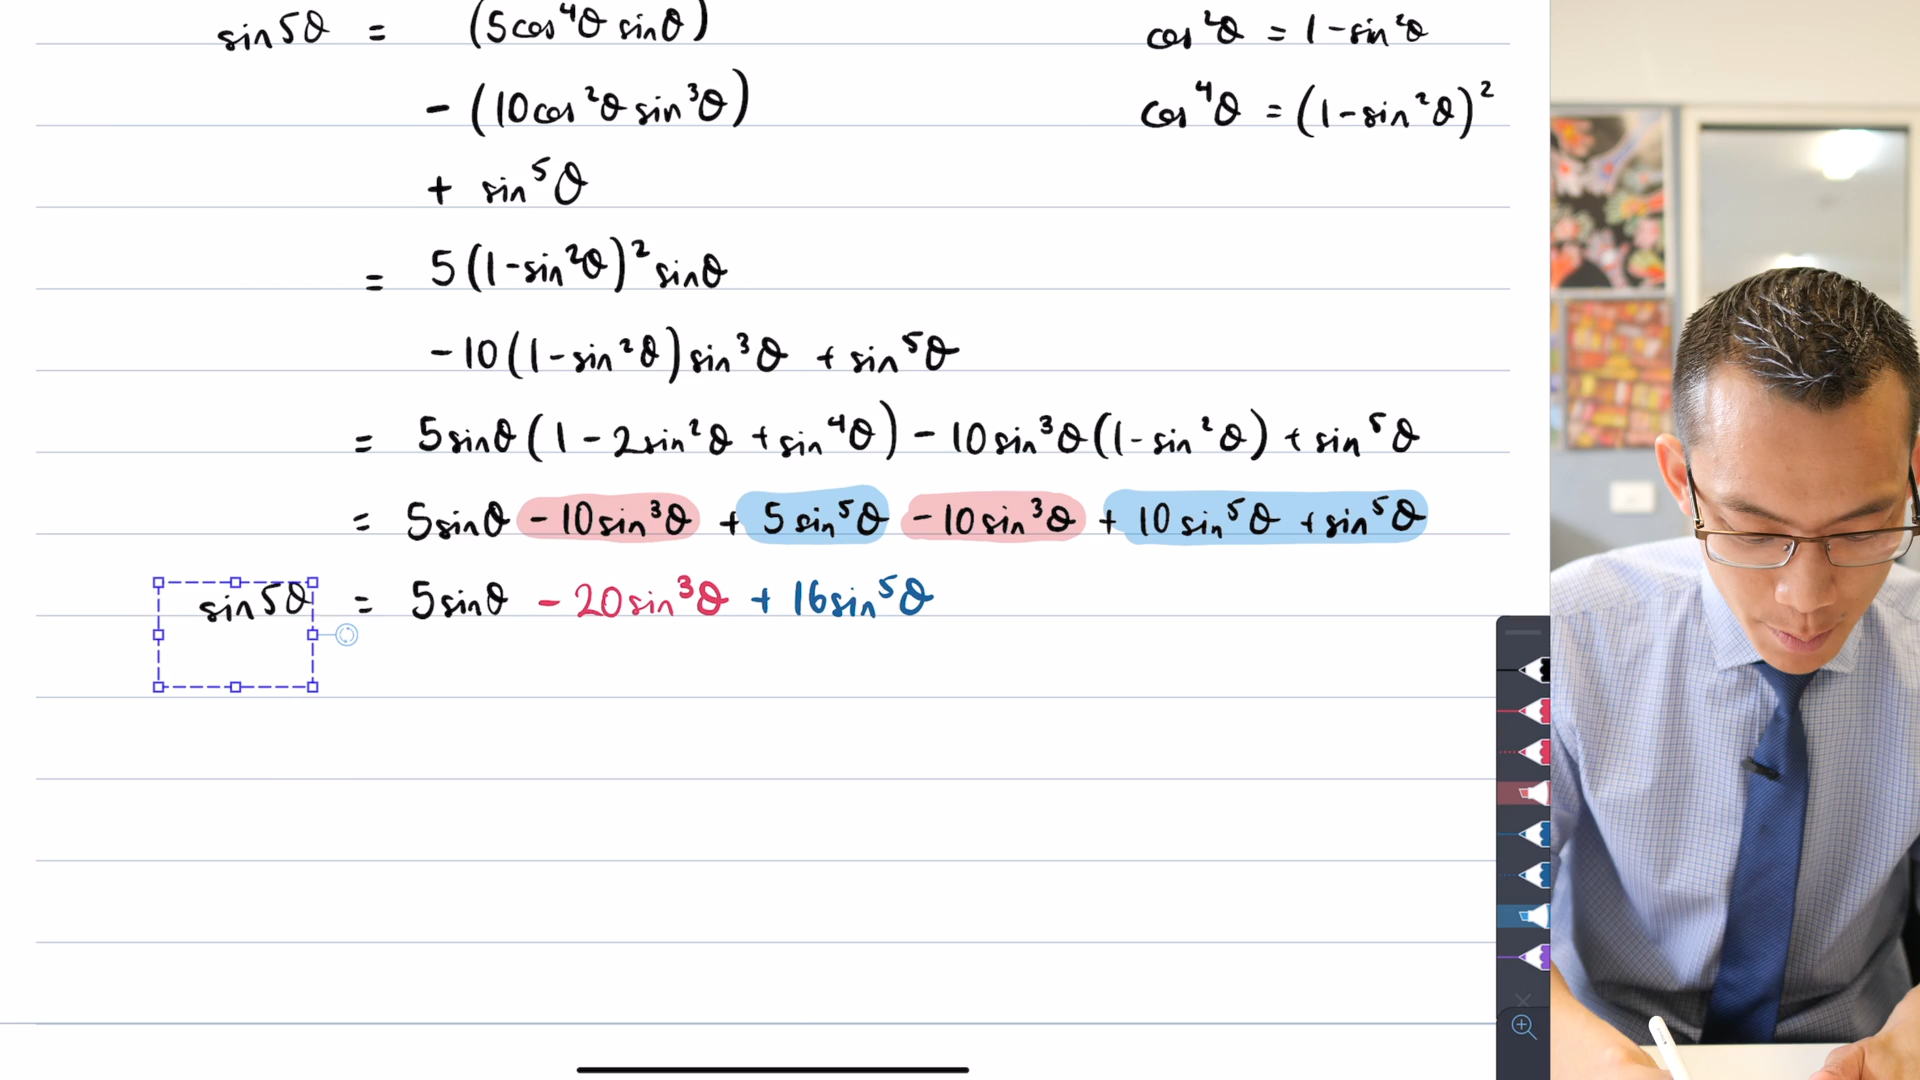 sin5θ = (5cos⁴θ sinθ)
- (10cos²θ sin³θ)
+ sin⁵θ
= 5(1-sin²θ)² sinθ
-10(1-sin²θ)sin³θ + sin⁵θ
= 5sinθ(1-2sin²θ+sin⁴θ) - 10sin³θ(1-sin²θ) + sin⁵θ
= 5sinθ - 10sin³θ + 5sin⁵θ - 10sin³θ + 10sin⁵θ + sin⁵θ
sin5θ = 5sinθ - 20sin³θ + 16sin⁵θ
cos²θ = 1-sin²θ
cos⁴θ = (1-sin²θ)²